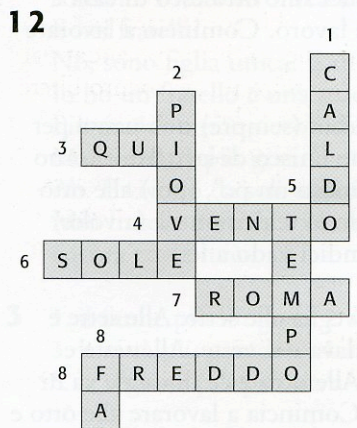 12
1
2 C
P A
3 Q U I L
O 5 D
4 V E N T O
6 S O L E E
7 R O M A
8 P
8 F R E D D O
A